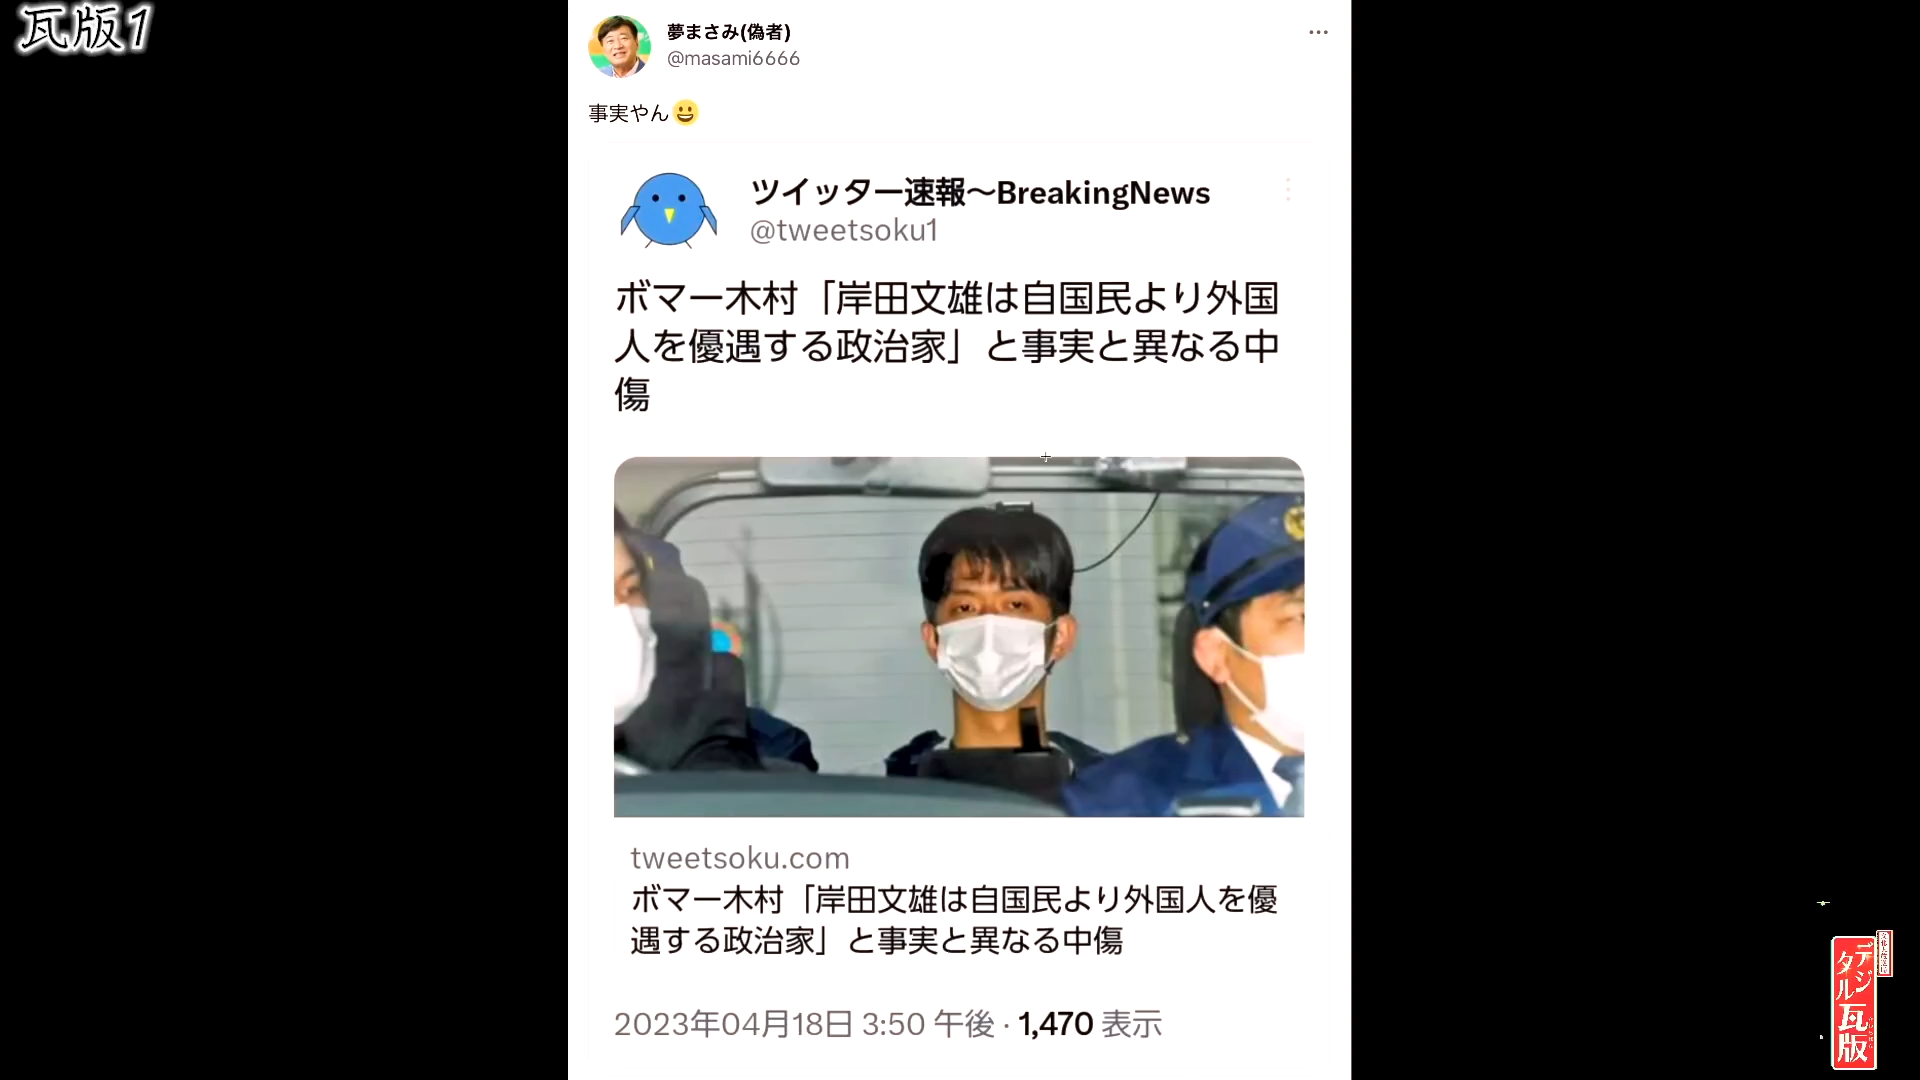 瓦版1
夢まさみ(偽者)
@masami6666
事実やん😀
ツイッター速報〜BreakingNews
@tweetsoku1
ボマー木村「岸田文雄は自国民より外国
人を優遇する政治家」と事実と異なる中
傷
tweetsoku.com
ボマー木村「岸田文雄は自国民より外国人を優
遇する政治家」と事実と異なる中傷
2023年04月18日 3:50 午後 · 1,470 表示
デジタル瓦版